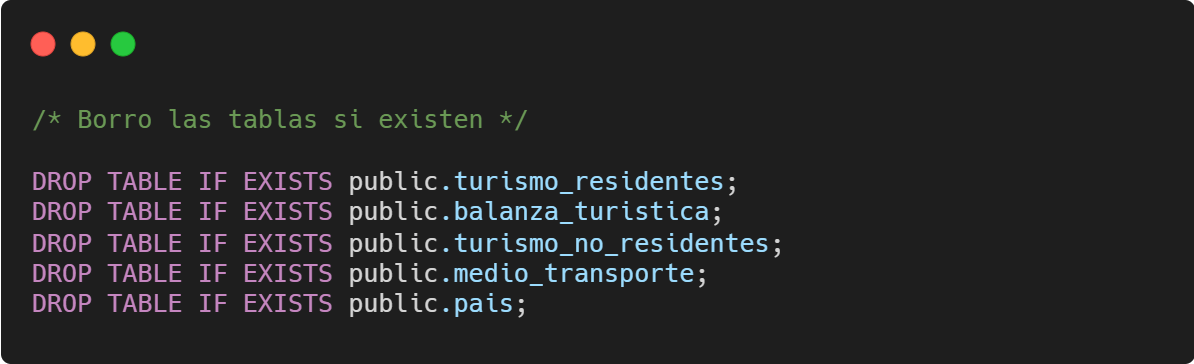 /* Borro las tablas si existen */
DROP TABLE IF EXISTS public.turismo_residentes;
DROP TABLE IF EXISTS public.balanza_turistica;
DROP TABLE IF EXISTS public.turismo_no_residentes;
DROP TABLE IF EXISTS public.medio_transporte;
DROP TABLE IF EXISTS public.pais;